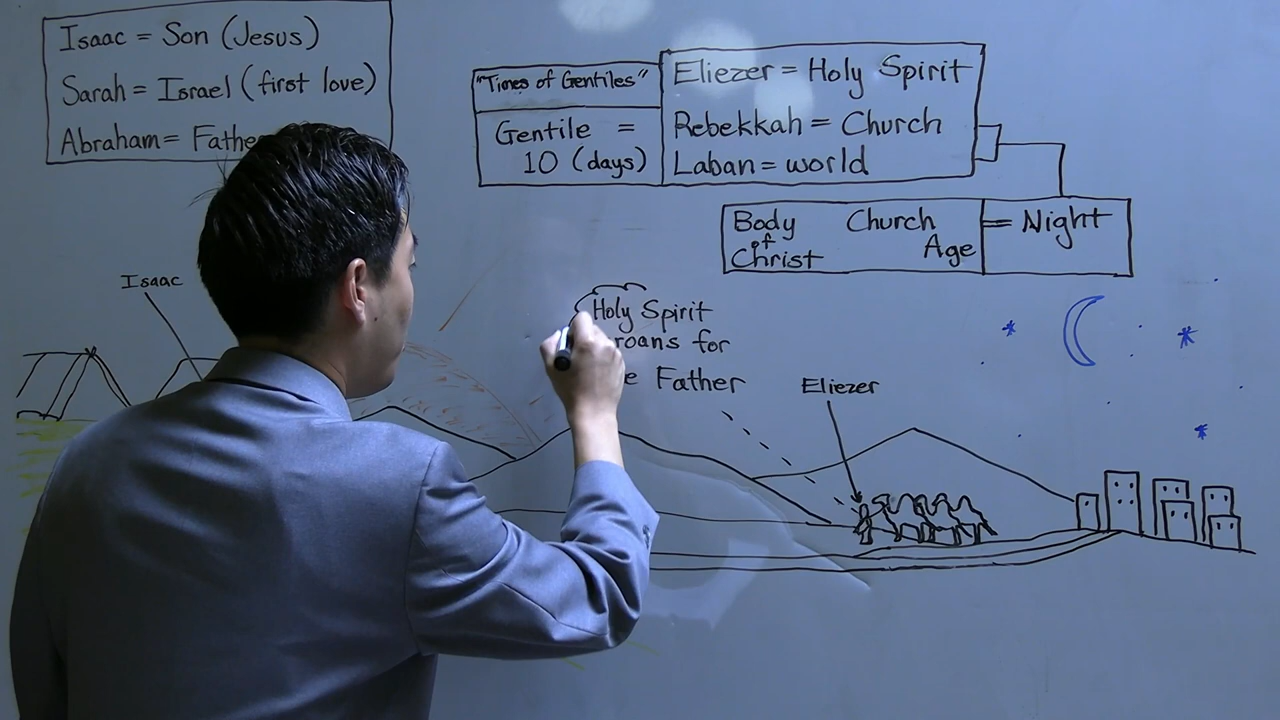 Isaac = Son (Jesus)
Sarah = Israel (first love)
Abraham = Fathe
"Times of Gentiles"
Gentile =
10 (days)
Eliezer = Holy Spirit
Rebekkah = Church
Laban = world
Body of Christ
Church Age
= Night
Isaac
Holy Spirit
roans for
e Father
Eliezer